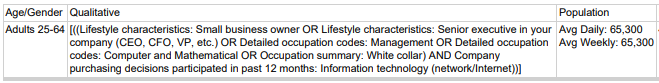 Age/Gender Qualitative Population
Adults 25-64 [((Lifestyle characteristics: Small business owner OR Lifestyle characteristics: Senior executive in your Avg Daily: 65,300
company (CEO, CFO, VP, etc.) OR Detailed occupation codes: Management OR Detailed occupation Avg Weekly: 65,300
codes: Computer and Mathematical OR Occupation summary: White collar) AND Company
purchasing decisions participated in past 12 months: Information technology (network/Internet))]